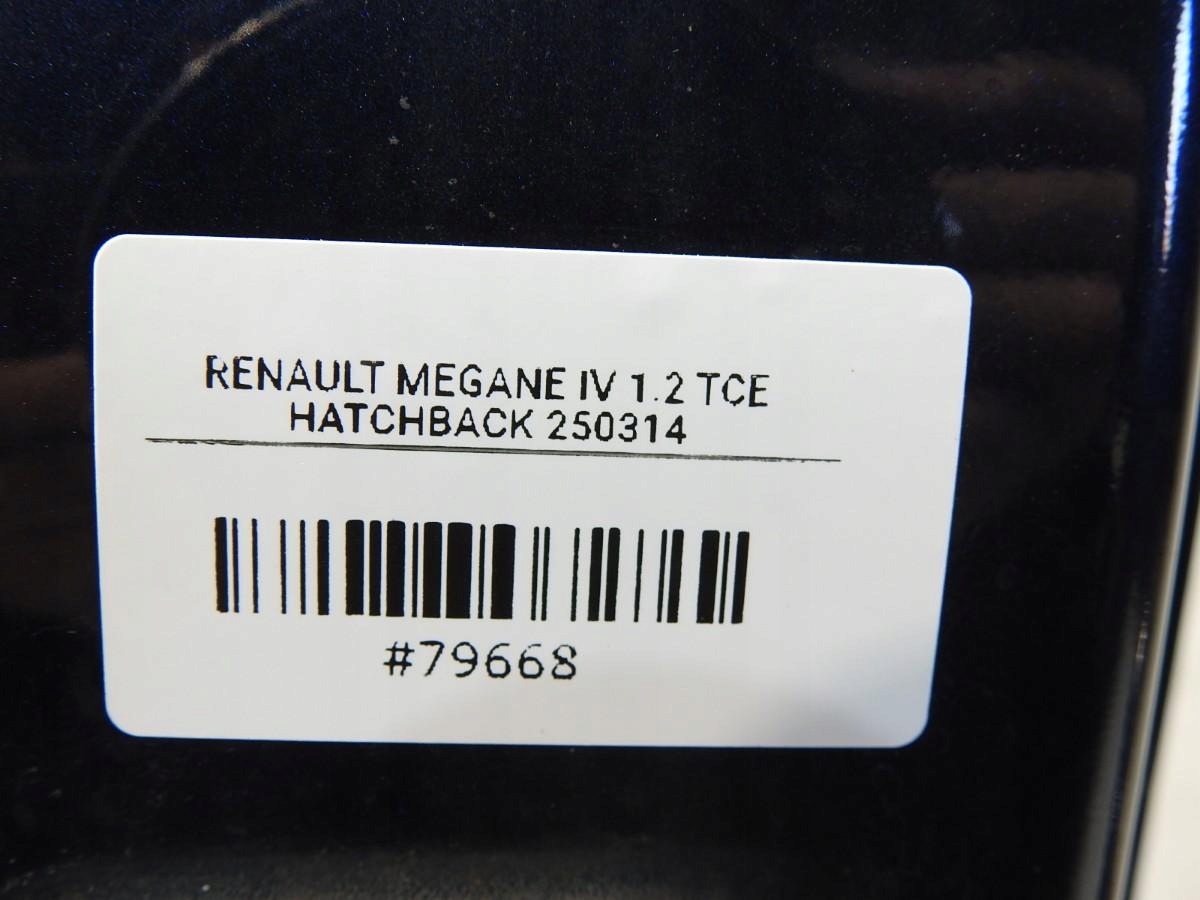 RENAULT MEGANE IV 1.2 TCE
HATCHBACK 250314
#79668